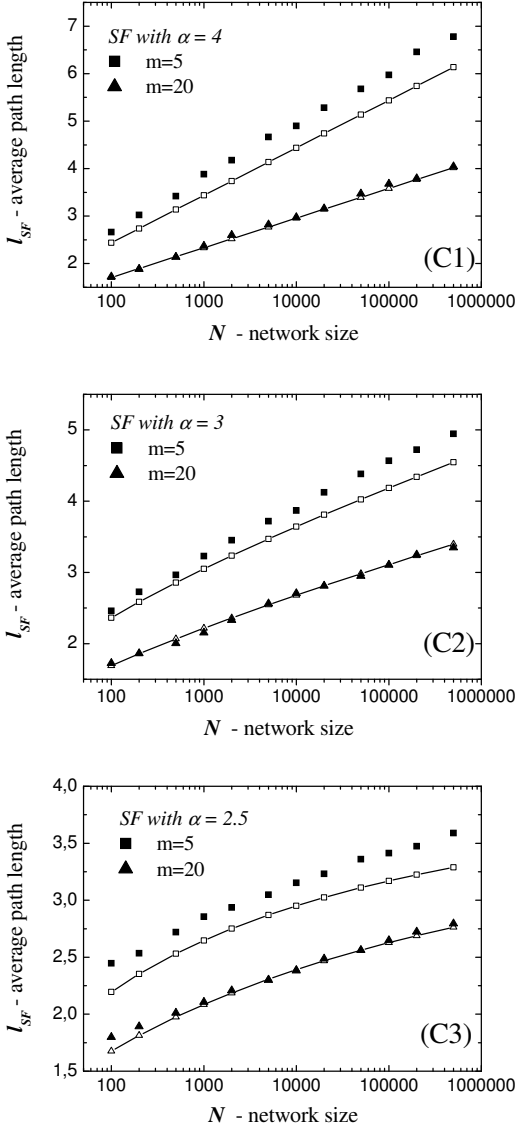 7
6
5
4
3
2
l_SF - average path length
SF with α = 4
m=5
m=20
(C1)
100 1000 10000 100000 1000000
N - network size
5
4
3
2
l_SF - average path length
SF with α = 3
m=5
m=20
(C2)
100 1000 10000 100000 1000000
N - network size
4,0
3,5
3,0
2,5
2,0
1,5
l_SF - average path length
SF with α = 2.5
m=5
m=20
(C3)
100 1000 10000 100000 1000000
N - network size